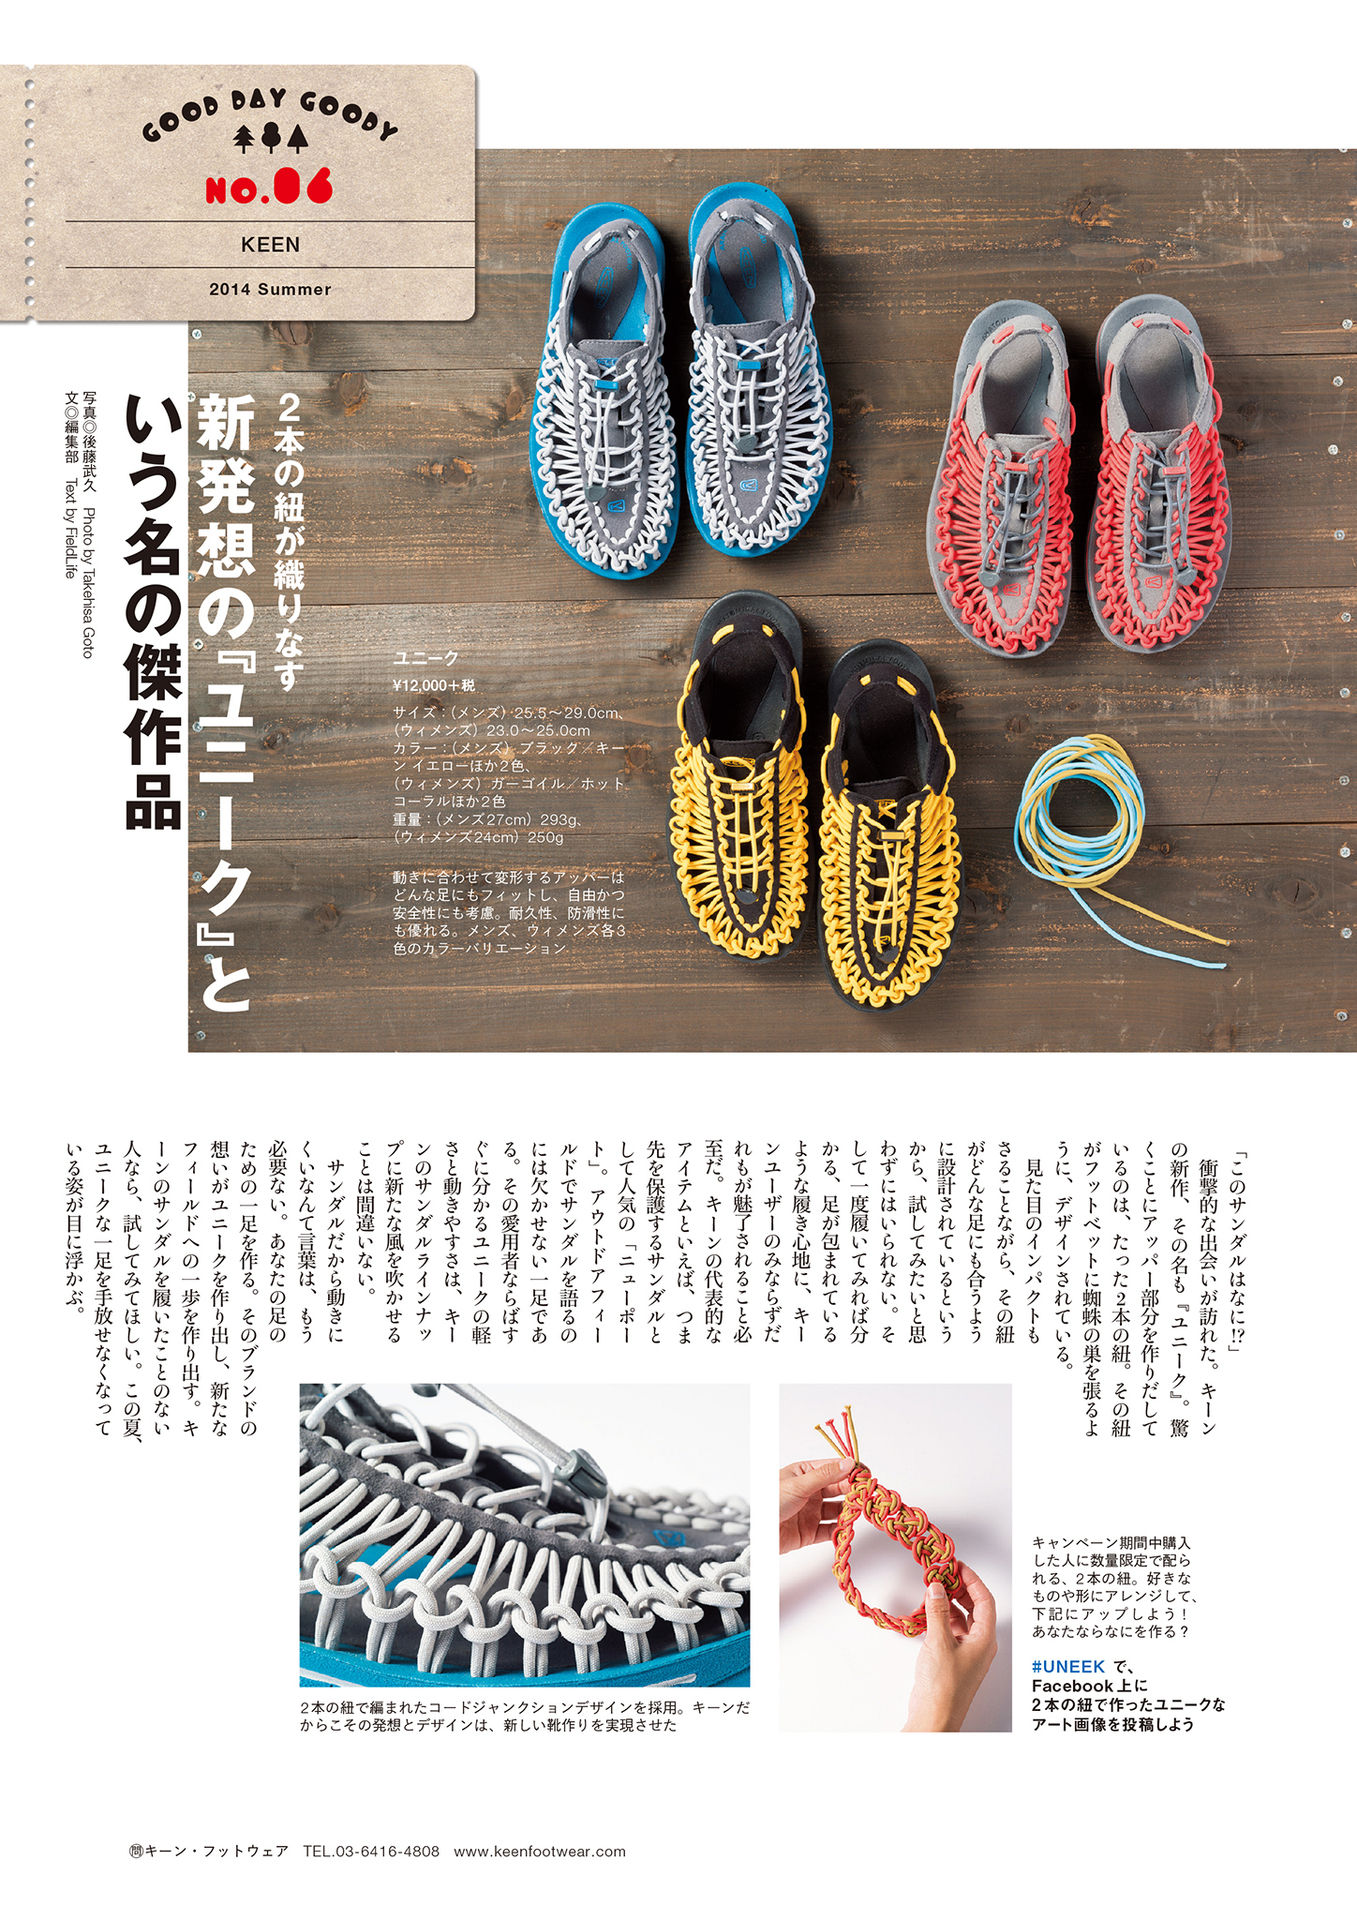 GOOD DAY GOODY
NO.06
KEEN
2014 Summer
2本の紐が織りなす
新発想の『ユニーク』と
いう名の傑作品
写真◎後藤武久 Photo by Takehisa Goto
文◎編集部 Text by FieldLife
ユニーク
¥12,000+税
サイズ：（メンズ）25.5〜29.0cm、
（ウィメンズ）23.0〜25.0cm
カラー：（メンズ）ブラック／キー
ン イエローほか2色、
（ウィメンズ）ガーゴイル／ホット
コーラルほか2色
重量：（メンズ27cm）293g、
（ウィメンズ24cm）250g
動きに合わせて変形するアッパーは
どんな足にもフィットし、自由かつ
安全性にも考慮。耐久性、防滑性に
も優れる。メンズ、ウィメンズ各3
色のカラーバリエーション
「このサンダルはなに!?」
衝撃的な出会いが訪れた。キーン
の新作、その名も『ユニーク』。驚
くことにアッパー部分を作りだして
いるのは、たった2本の紐。その紐
がフットベットに蜘蛛の巣を張るよ
うに、デザインされている。
見た目のインパクトも
さることながら、その紐
がどんな足にも合うよう
に設計されているという
から、試してみたいと思
わずにはいられない。そ
して一度履いてみれば分
かる、足が包まれている
ような履き心地に、キー
ンユーザーのみならずだ
れもが魅了されること必
至だ。キーンの代表的な
アイテムといえば、つま
先を保護するサンダルと
して人気の「ニューポー
ト」。アウトドアフィー
ルドでサンダルを語るの
には欠かせない一足であ
る。その愛用者ならばす
ぐに分かるユニークの軽
さと動きやすさは、キー
ンのサンダルラインナッ
プに新たな風を吹かせる
ことは間違いない。
サンダルだから動きに
くいなんて言葉は、もう
必要ない。あなたの足の
ための一足を作る。そのブランドの
想いがユニークを作り出し、新たな
フィールドへの一歩を作り出す。キ
ーンのサンダルを履いたことのない
人なら、試してみてほしい。この夏、
ユニークな一足を手放せなくなって
いる姿が目に浮かぶ。
2本の紐で編まれたコードジャンクションデザインを採用。キーンだ
からこその発想とデザインは、新しい靴作りを実現させた
キャンペーン期間中購入
した人に数量限定で配ら
れる、2本の紐。好きな
ものや形にアレンジして、
下記にアップしよう！
あなたならなにを作る？
#UNEEK で、
Facebook上に
2本の紐で作ったユニークな
アート画像を投稿しよう
㉄キーン・フットウェア TEL.03-6416-4808 www.keenfootwear.com